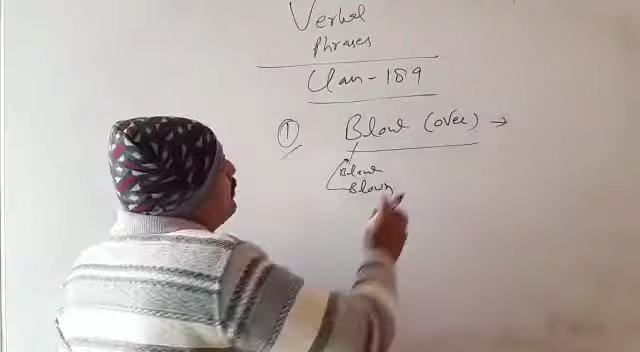 Verbal
Phrases
Class - 189
① Blow (over) →
Blew
Blown